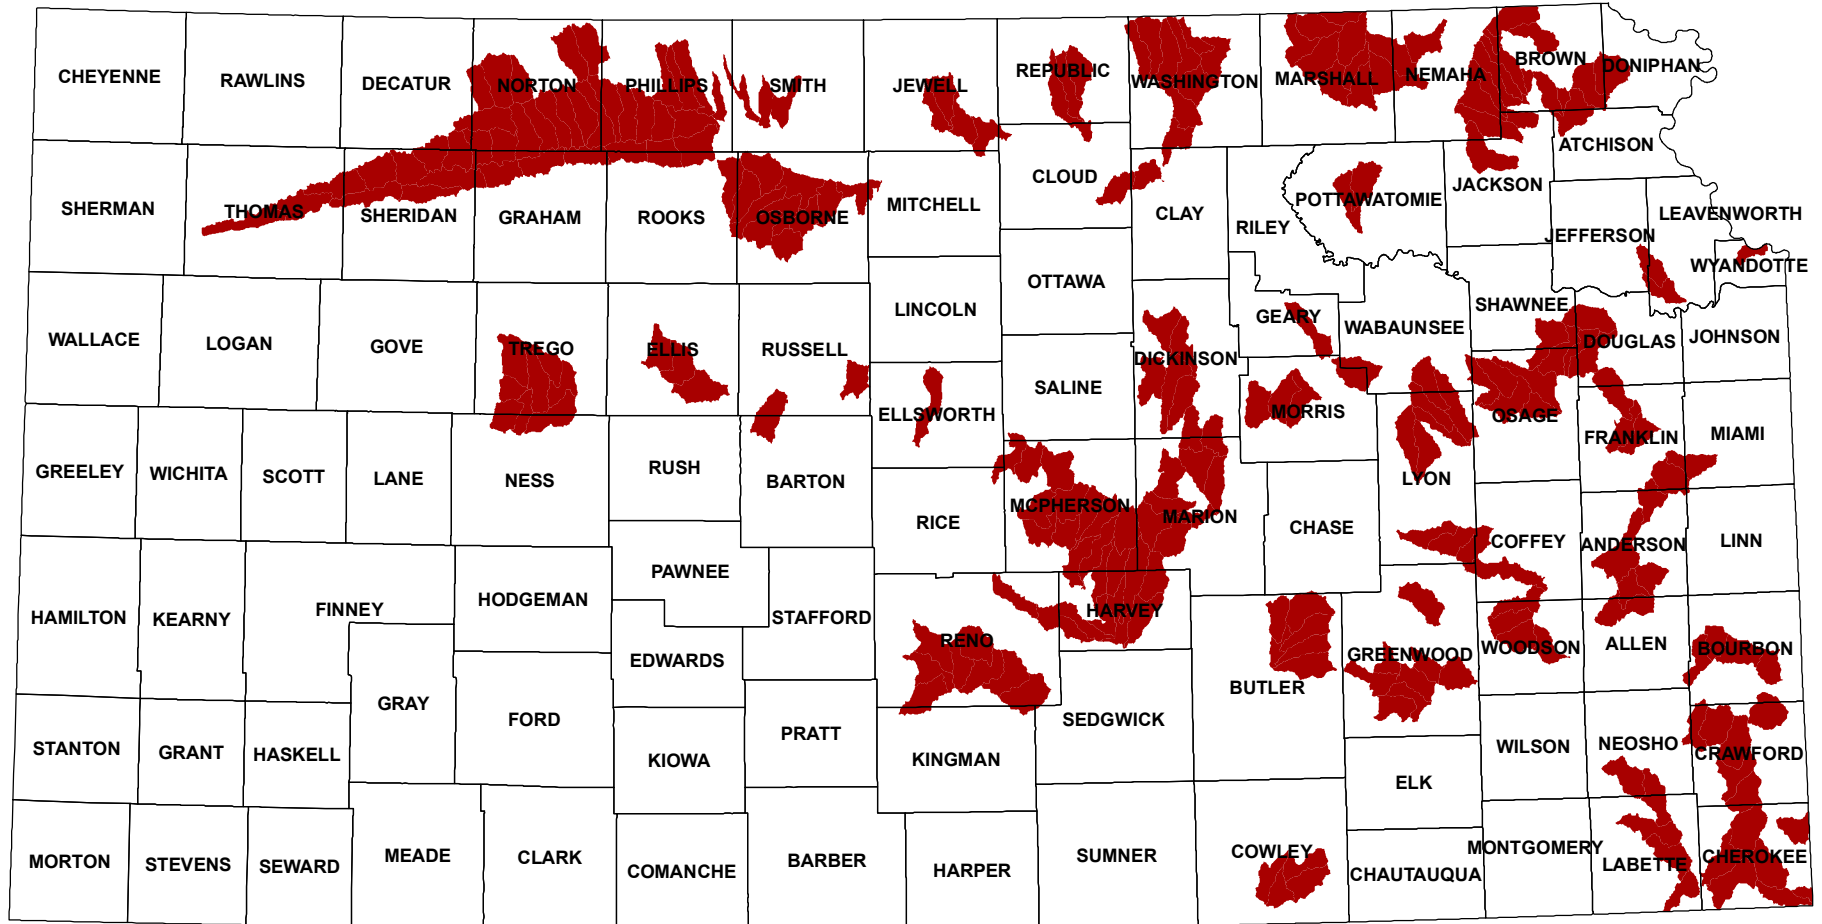 CHEYENNE
RAWLINS
DECATUR
NORTON
PHILLIPS
SMITH
JEWELL
REPUBLIC
WASHINGTON
MARSHALL
NEMAHA
BROWN
DONIPHAN
SHERMAN
THOMAS
SHERIDAN
GRAHAM
ROOKS
OSBORNE
MITCHELL
CLOUD
CLAY
RILEY
POTTAWATOMIE
JACKSON
ATCHISON
JEFFERSON
LEAVENWORTH
WYANDOTTE
WALLACE
LOGAN
GOVE
TREGO
ELLIS
RUSSELL
LINCOLN
OTTAWA
SALINE
DICKINSON
GEARY
WABAUNSEE
SHAWNEE
DOUGLAS
JOHNSON
GREELEY
WICHITA
SCOTT
LANE
NESS
RUSH
BARTON
ELLSWORTH
RICE
MCPHERSON
MARION
MORRIS
CHASE
LYON
OSAGE
FRANKLIN
MIAMI
HAMILTON
KEARNY
FINNEY
HODGEMAN
PAWNEE
STAFFORD
EDWARDS
RENO
HARVEY
BUTLER
GREENWOOD
COFFEY
ANDERSON
LINN
WOODSON
ALLEN
BOURBON
STANTON
GRANT
HASKELL
GRAY
FORD
KIOWA
PRATT
KINGMAN
SEDGWICK
ELK
WILSON
NEOSHO
CRAWFORD
MORTON
STEVENS
SEWARD
MEADE
CLARK
COMANCHE
BARBER
HARPER
SUMNER
COWLEY
CHAUTAUQUA
MONTGOMERY
LABETTE
CHEROKEE